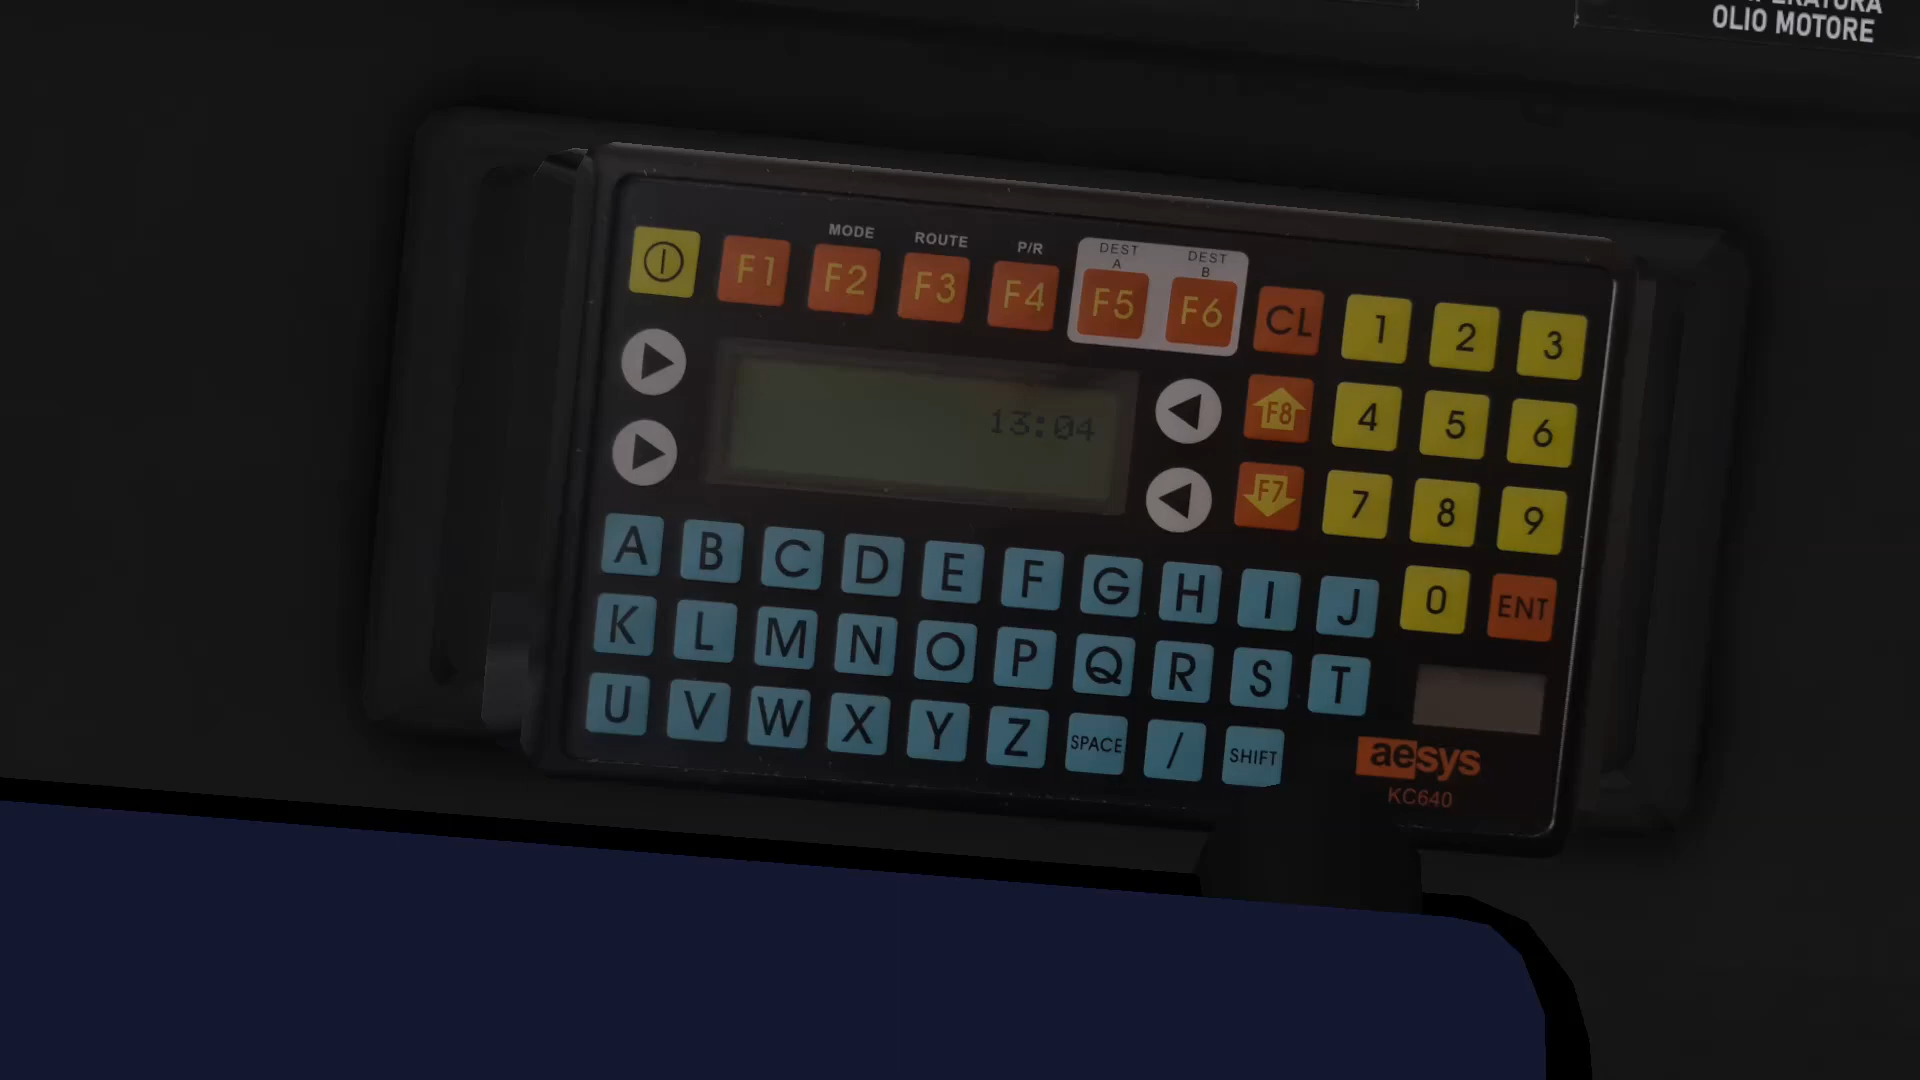 OLIO MOTORE
MODE ROUTE P/R DEST A DEST B
F1 F2 F3 F4 F5 F6 CL 1 2 3
13:04 F8 4 5 6
F7 7 8 9
A B C D E F G H I J 0 ENT
K L M N O P Q R S T
U V W X Y Z SPACE / SHIFT
aesys
KC640